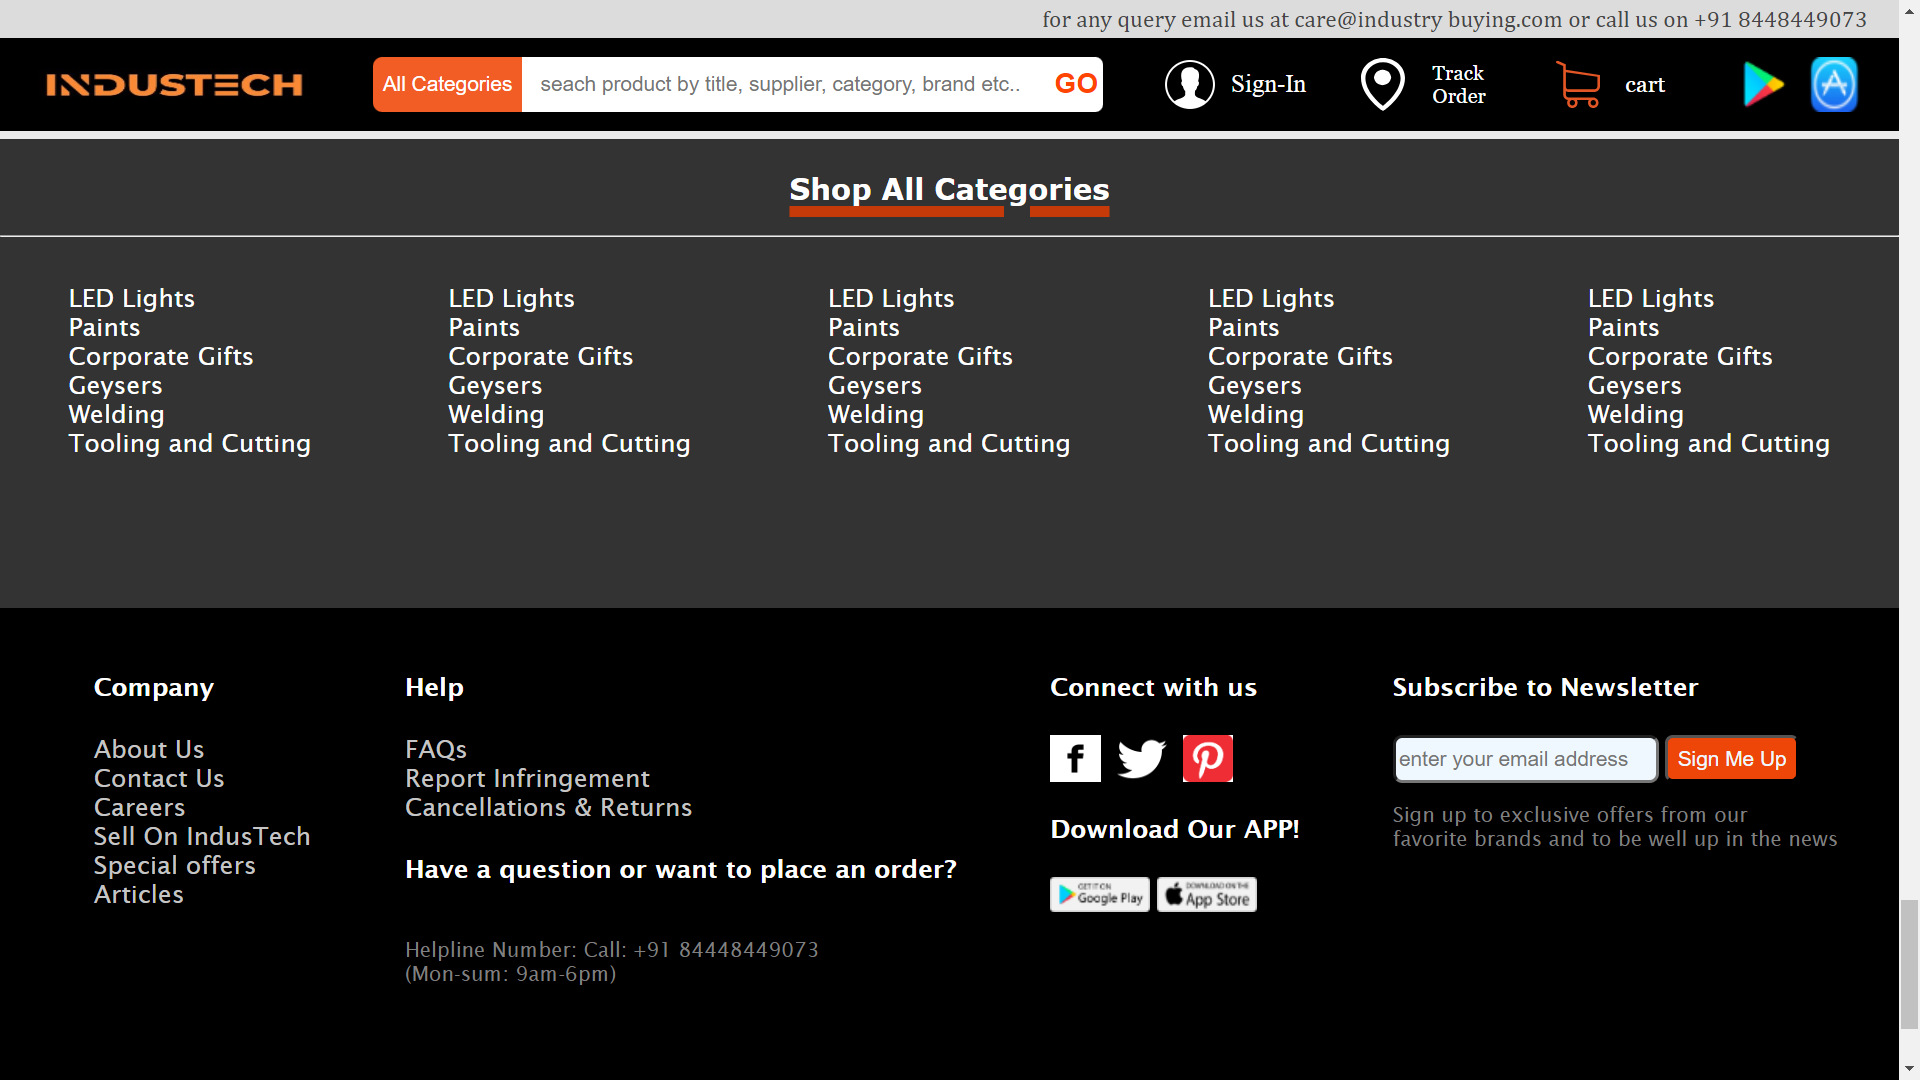 for any query email us at care@industry buying.com or call us on +91 8448449073
INDUSTECH
All Categories
seach product by title, supplier, category, brand etc..
GO
Sign-In
Track
Order
cart
Shop All Categories
LED Lights
Paints
Corporate Gifts
Geysers
Welding
Tooling and Cutting
LED Lights
Paints
Corporate Gifts
Geysers
Welding
Tooling and Cutting
LED Lights
Paints
Corporate Gifts
Geysers
Welding
Tooling and Cutting
LED Lights
Paints
Corporate Gifts
Geysers
Welding
Tooling and Cutting
LED Lights
Paints
Corporate Gifts
Geysers
Welding
Tooling and Cutting
Company
About Us
Contact Us
Careers
Sell On IndusTech
Special offers
Articles
Help
FAQs
Report Infringement
Cancellations & Returns
Have a question or want to place an order?
Helpline Number: Call: +91 84448449073
(Mon-sum: 9am-6pm)
Connect with us
Download Our APP!
GET IT ON
Google Play
DOWNLOAD ON THE
App Store
Subscribe to Newsletter
enter your email address
Sign Me Up
Sign up to exclusive offers from our
favorite brands and to be well up in the news